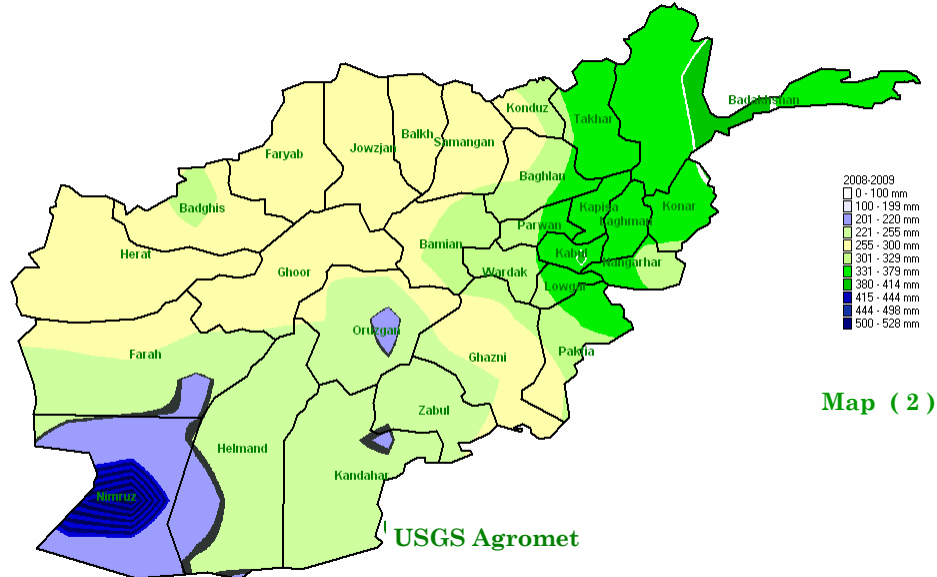 Konduz
Takhar
Badakhshan
Balkh
Samangan
Faryab
Jowzjan
Baghlan
Badghis
Kapisa
Konar
Laghman
Parwan
Herat
Bamian
Kabul
Nangarhar
Ghoor
Wardak
Lowgar
Oruzgan
Farah
Ghazni
Paktia
Zabul
Helmand
Kandahar
Nimruz
2008-2009
0 - 100 mm
100 - 199 mm
201 - 220 mm
221 - 255 mm
255 - 300 mm
301 - 329 mm
331 - 379 mm
380 - 414 mm
415 - 444 mm
444 - 498 mm
500 - 528 mm
Map ( 2 )
USGS Agromet